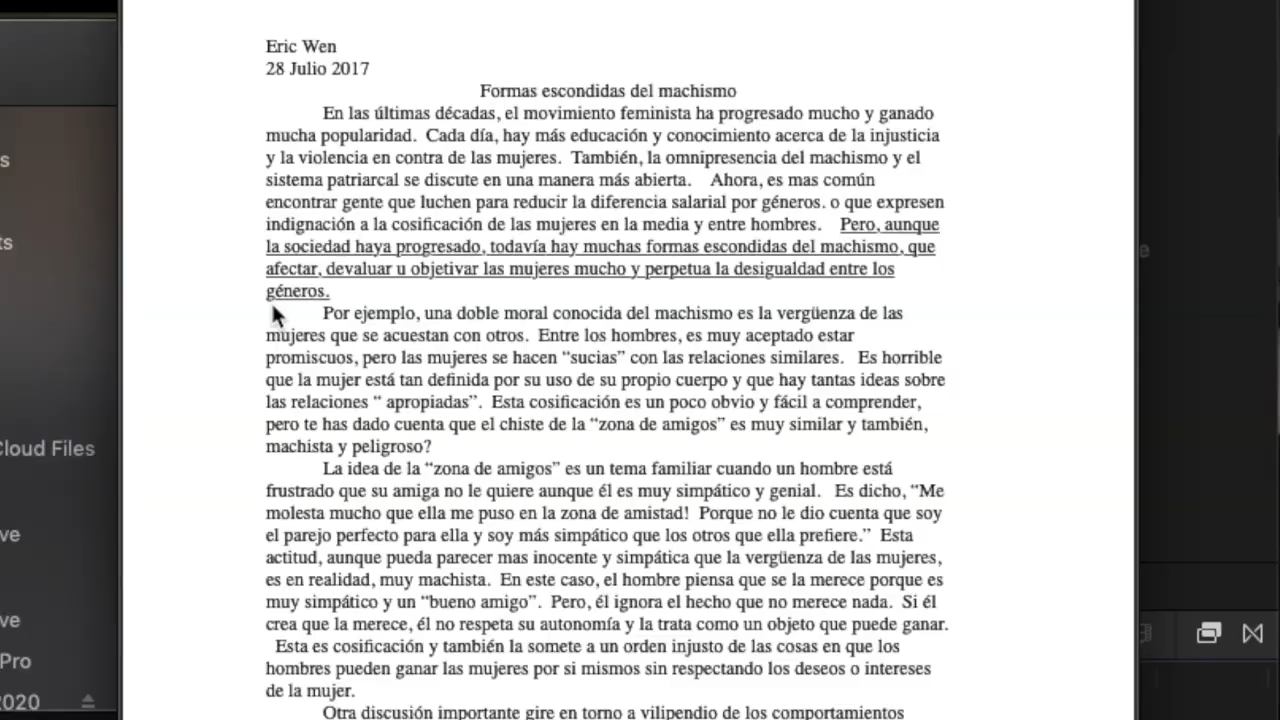 Eric Wen
28 Julio 2017
Formas escondidas del machismo
En las últimas décadas, el movimiento feminista ha progresado mucho y ganado
mucha popularidad. Cada día, hay más educación y conocimiento acerca de la injusticia
y la violencia en contra de las mujeres. También, la omnipresencia del machismo y el
sistema patriarcal se discute en una manera más abierta. Ahora, es mas común
encontrar gente que luchen para reducir la diferencia salarial por géneros. o que expresen
indignación a la cosificación de las mujeres en la media y entre hombres. Pero, aunque
la sociedad haya progresado, todavía hay muchas formas escondidas del machismo, que
afectar, devaluar u objetivar las mujeres mucho y perpetua la desigualdad entre los
géneros.
Por ejemplo, una doble moral conocida del machismo es la vergüenza de las
mujeres que se acuestan con otros. Entre los hombres, es muy aceptado estar
promiscuos, pero las mujeres se hacen “sucias” con las relaciones similares. Es horrible
que la mujer está tan definida por su uso de su propio cuerpo y que hay tantas ideas sobre
las relaciones “ apropiadas”. Esta cosificación es un poco obvio y fácil a comprender,
pero te has dado cuenta que el chiste de la “zona de amigos” es muy similar y también,
machista y peligroso?
La idea de la “zona de amigos” es un tema familiar cuando un hombre está
frustrado que su amiga no le quiere aunque él es muy simpático y genial. Es dicho, “Me
molesta mucho que ella me puso en la zona de amistad! Porque no le dio cuenta que soy
el parejo perfecto para ella y soy más simpático que los otros que ella prefiere.” Esta
actitud, aunque pueda parecer mas inocente y simpática que la vergüenza de las mujeres,
es en realidad, muy machista. En este caso, el hombre piensa que se la merece porque es
muy simpático y un “bueno amigo”. Pero, él ignora el hecho que no merece nada. Si él
crea que la merece, él no respeta su autonomía y la trata como un objeto que puede ganar.
Esta es cosificación y también la somete a un orden injusto de las cosas en que los
hombres pueden ganar las mujeres por si mismos sin respectando los deseos o intereses
de la mujer.
Otra discusión importante gire en torno a vilipendio de los comportamientos
s
ts
Cloud Files
ve
ve
Pro
2020
e